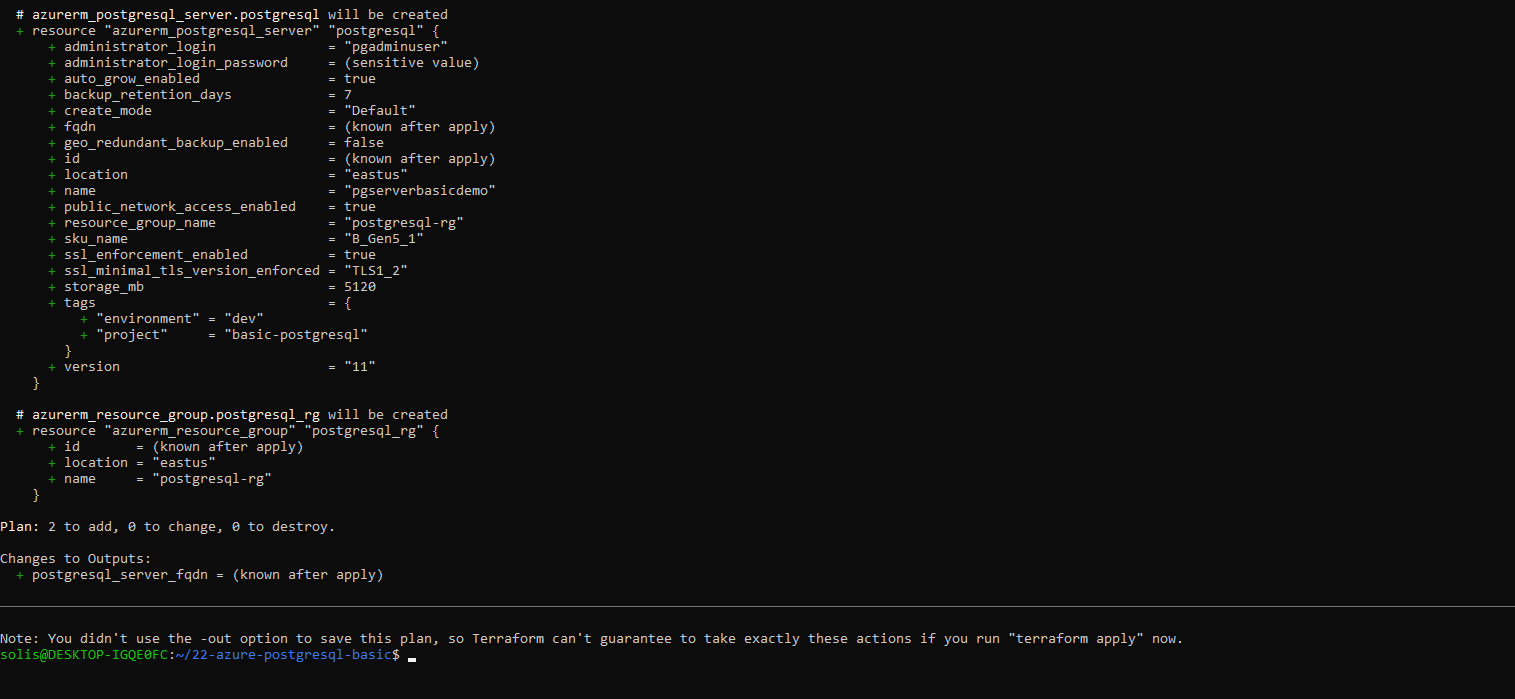 # azurerm_postgresql_server.postgresql will be created
+ resource "azurerm_postgresql_server" "postgresql" {
+ administrator_login = "pgadminuser"
+ administrator_login_password = (sensitive value)
+ auto_grow_enabled = true
+ backup_retention_days = 7
+ create_mode = "Default"
+ fqdn = (known after apply)
+ geo_redundant_backup_enabled = false
+ id = (known after apply)
+ location = "eastus"
+ name = "pgserverbasicdemo"
+ public_network_access_enabled = true
+ resource_group_name = "postgresql-rg"
+ sku_name = "B_Gen5_1"
+ ssl_enforcement_enabled = true
+ ssl_minimal_tls_version_enforced = "TLS1_2"
+ storage_mb = 5120
+ tags = {
+ "environment" = "dev"
+ "project" = "basic-postgresql"
}
+ version = "11"
}
# azurerm_resource_group.postgresql_rg will be created
+ resource "azurerm_resource_group" "postgresql_rg" {
+ id = (known after apply)
+ location = "eastus"
+ name = "postgresql-rg"
}
Plan: 2 to add, 0 to change, 0 to destroy.
Changes to Outputs:
+ postgresql_server_fqdn = (known after apply)
Note: You didn't use the -out option to save this plan, so Terraform can't guarantee to take exactly these actions if you run "terraform apply" now.
solis@DESKTOP-IGQE0FC:~/22-azure-postgresql-basic$